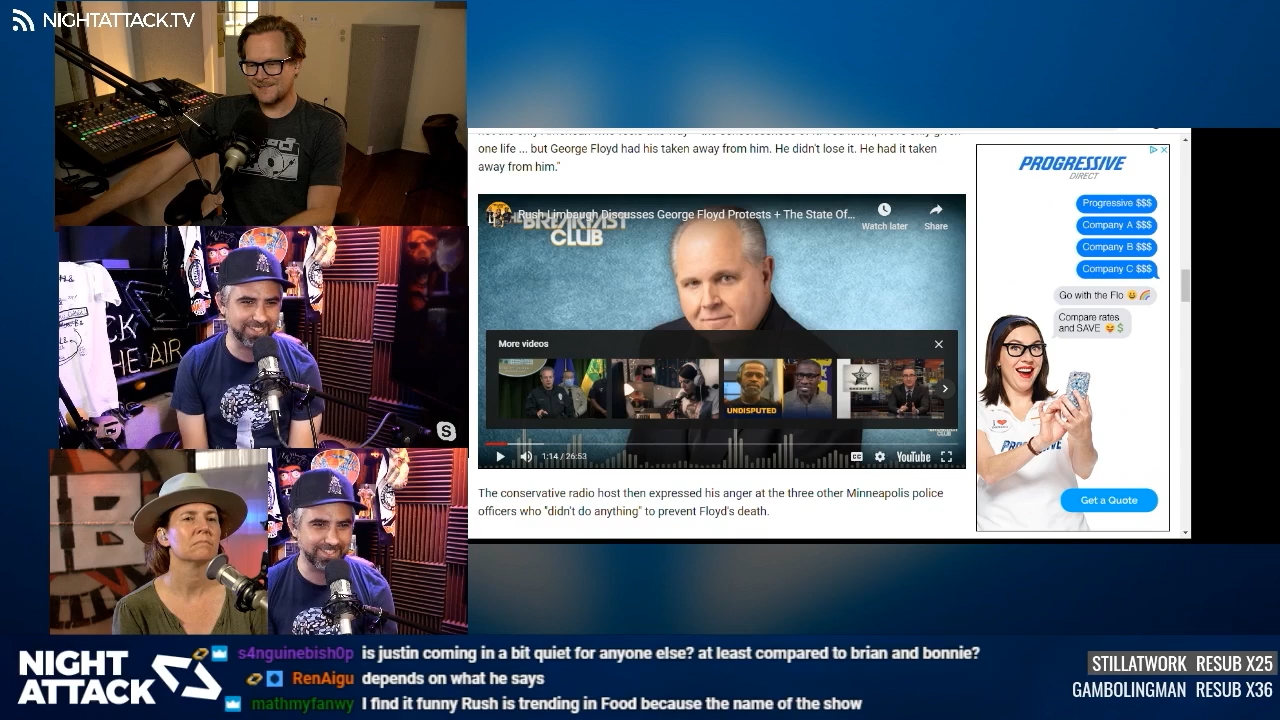 NIGHTATTACK.TV
one life ... but George Floyd had his taken away from him. He didn't lose it. He had it taken
away from him."
Rush Limbaugh Discusses George Floyd Protests + The State Of...
Watch later
Share
THE BREAKFAST
CLUB
More videos
UNDISPUTED
1:14 / 26:53
CC
YouTube
The conservative radio host then expressed his anger at the three other Minneapolis police
officers who "didn't do anything" to prevent Floyd's death.
PROGRESSIVE
DIRECT
Progressive $$$
Company A $$$
Company B $$$
Company C $$$
Go with the Flo 😃🌈
Compare rates
and SAVE 😍💲
Get a Quote
HE AIR
NIGHT
ATTACK
s4nguinebish0p is justin coming in a bit quiet for anyone else? at least compared to brian and bonnie?
RenAigu depends on what he says
mathmyfanwy I find it funny Rush is trending in Food because the name of the show
STILLATWORK RESUB X25
GAMBOLINGMAN RESUB X36